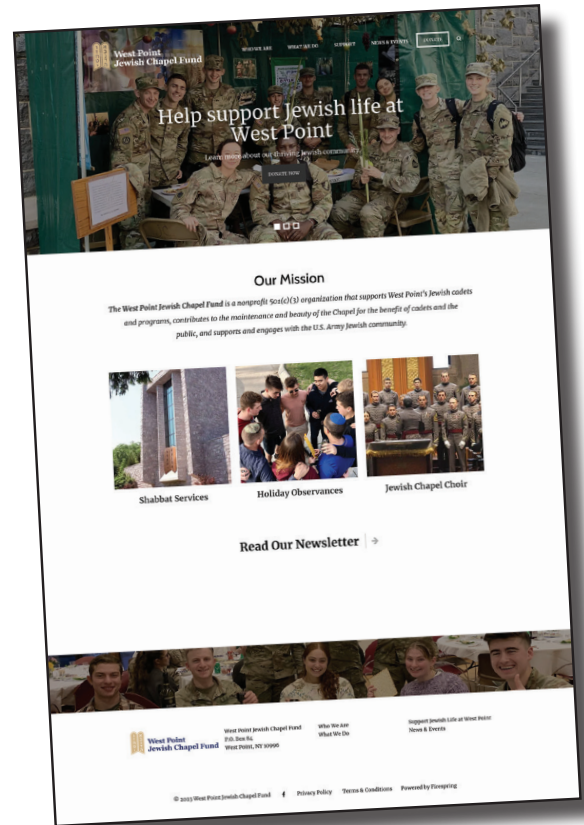 West Point
Jewish Chapel Fund
WHO WE ARE WHAT WE DO SUPPORT NEWS & EVENTS DONATE
Help support Jewish life at
West Point
Learn more about our thriving Jewish community.
DONATE NOW
Our Mission
The West Point Jewish Chapel Fund is a nonprofit 501(c)(3) organization that supports West Point's Jewish cadets
and programs, contributes to the maintenance and beauty of the Chapel for the benefit of cadets and the
public, and supports and engages with the U.S. Army Jewish community.
Shabbat Services
Holiday Observances
Jewish Chapel Choir
Read Our Newsletter
West Point
Jewish Chapel Fund
West Point Jewish Chapel Fund
P.O. Box 84
West Point, NY 10996
Who We Are
What We Do
Support Jewish Life at West Point
News & Events
© 2023 West Point Jewish Chapel Fund f Privacy Policy Terms & Conditions Powered by Firespring